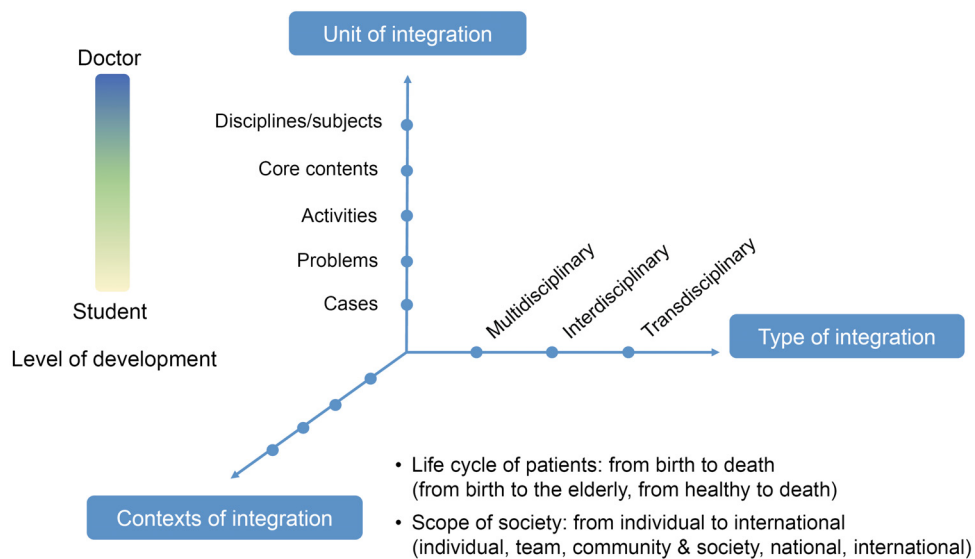 Unit of integration
Doctor
Disciplines/subjects
Core contents
Activities
Problems
Cases
Student
Level of development
Multidisciplinary
Interdisciplinary
Transdisciplinary
Type of integration
Contexts of integration
• Life cycle of patients: from birth to death
(from birth to the elderly, from healthy to death)
• Scope of society: from individual to international
(individual, team, community & society, national, international)